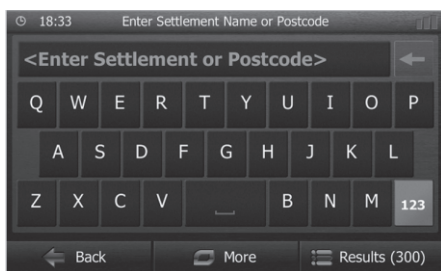 18:33 Enter Settlement Name or Postcode
<Enter Settlement or Postcode>
Q W E R T Y U I O P
A S D F G H J K L
Z X C V B N M 123
Back More Results (300)